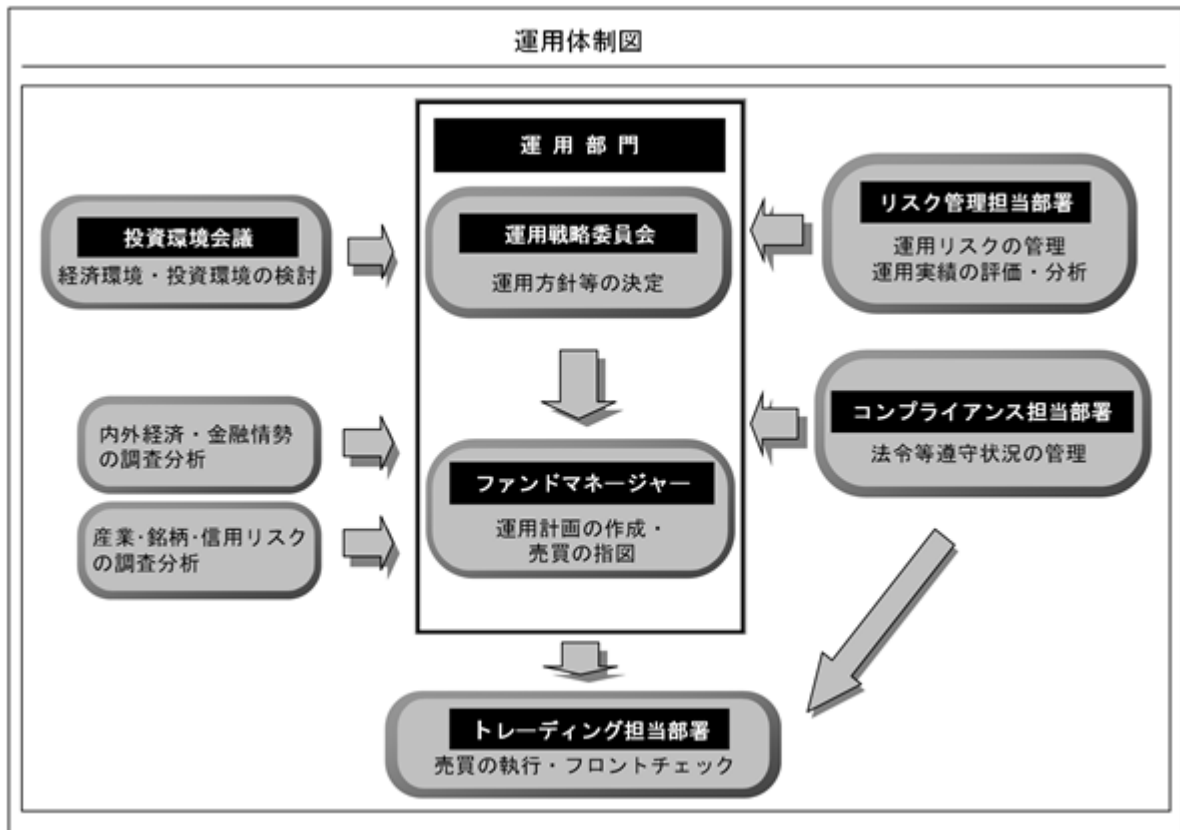 運用体制図
運用部門
投資環境会議
経済環境・投資環境の検討
運用戦略委員会
運用方針等の決定
リスク管理担当部署
運用リスクの管理
運用実績の評価・分析
内外経済・金融情勢
の調査分析
産業・銘柄・信用リスク
の調査分析
ファンドマネージャー
運用計画の作成・
売買の指図
コンプライアンス担当部署
法令等遵守状況の管理
トレーディング担当部署
売買の執行・フロントチェック